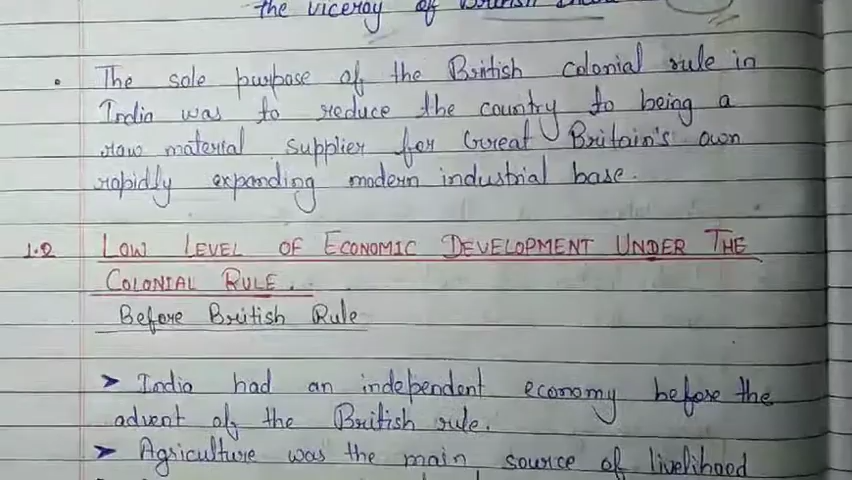 the viceroy of British India
• The sole purpose of the British colonial rule in
India was to reduce the country to being a
raw material supplier for Great Britain's own
rapidly expanding modern industrial base.
1.2 LOW LEVEL OF ECONOMIC DEVELOPMENT UNDER THE
COLONIAL RULE.
Before British Rule
➤ India had an independent economy before the
advent of the British rule.
➤ Agriculture was the main source of livelihood